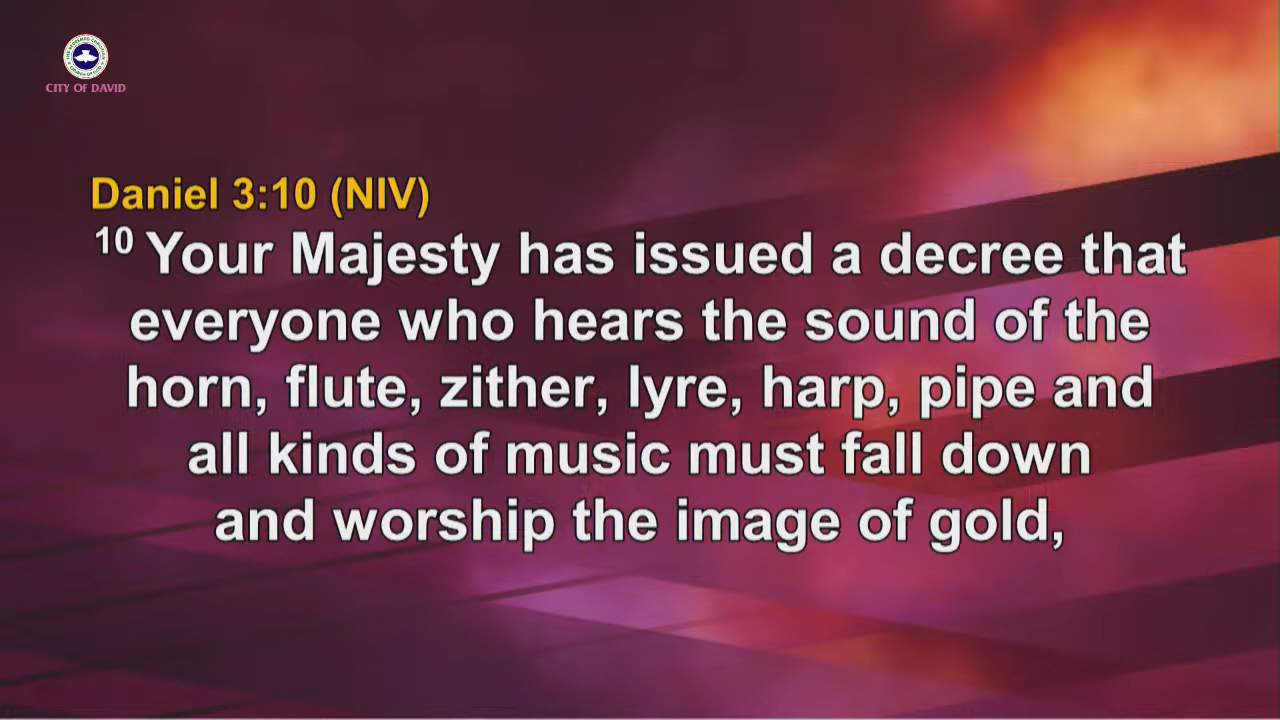 CITY OF DAVID
Daniel 3:10 (NIV)
10 Your Majesty has issued a decree that
everyone who hears the sound of the
horn, flute, zither, lyre, harp, pipe and
all kinds of music must fall down
and worship the image of gold,